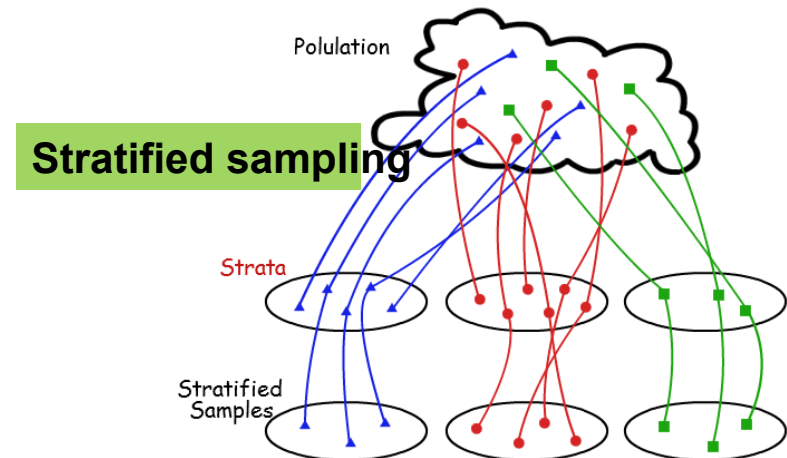 Polulation
Stratified sampling
Strata
Stratified
Samples